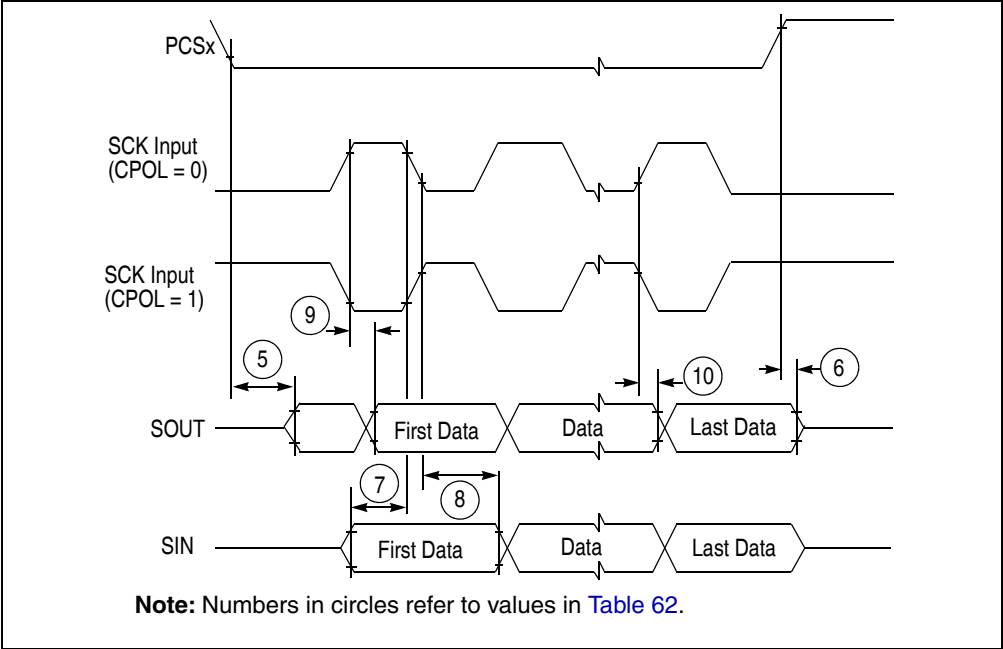 PCSx
SCK Input
(CPOL = 0)
SCK Input
(CPOL = 1)
9
5
10
6
SOUT
First Data
Data
Last Data
7
8
SIN
First Data
Data
Last Data
Note: Numbers in circles refer to values in Table 62.